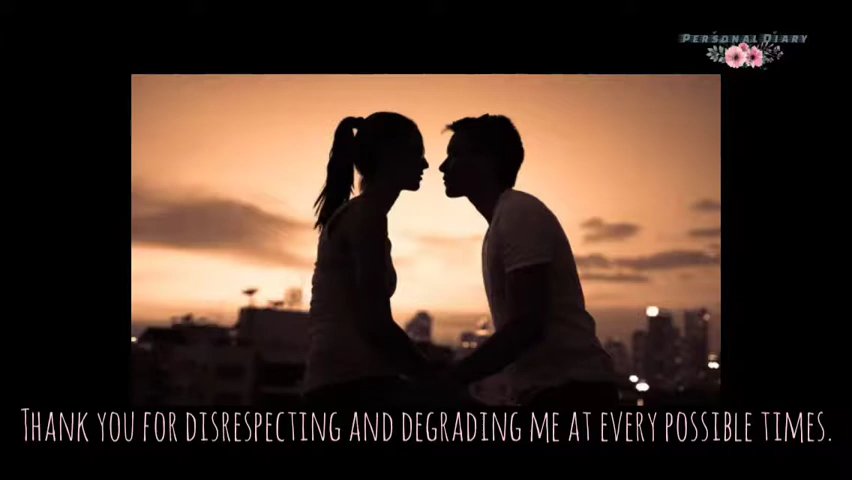 Personal Diary
Thank you for disrespecting and degrading me at every possible times.